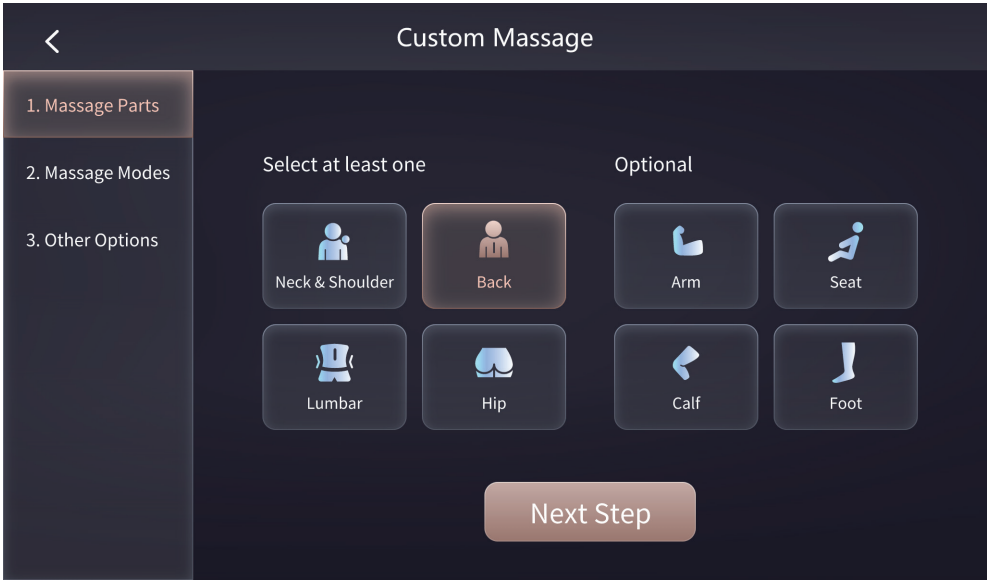 Custom Massage
1. Massage Parts
2. Massage Modes
3. Other Options
Select at least one
Neck & Shoulder
Back
Lumbar
Hip
Optional
Arm
Seat
Calf
Foot
Next Step